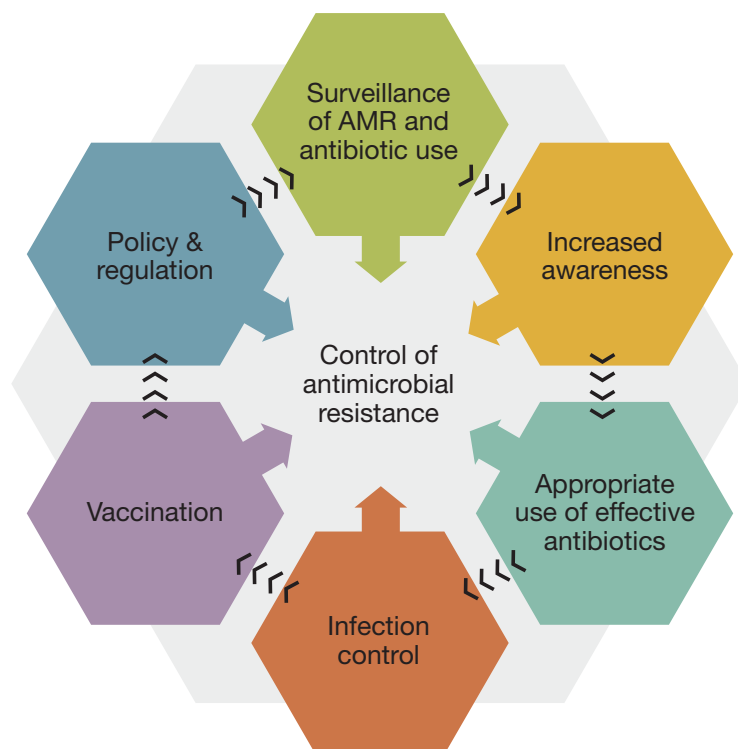 Surveillance
of AMR and
antibiotic use
Increased
awareness
Appropriate
use of effective
antibiotics
Infection
control
Vaccination
Policy &
regulation
Control of
antimicrobial
resistance